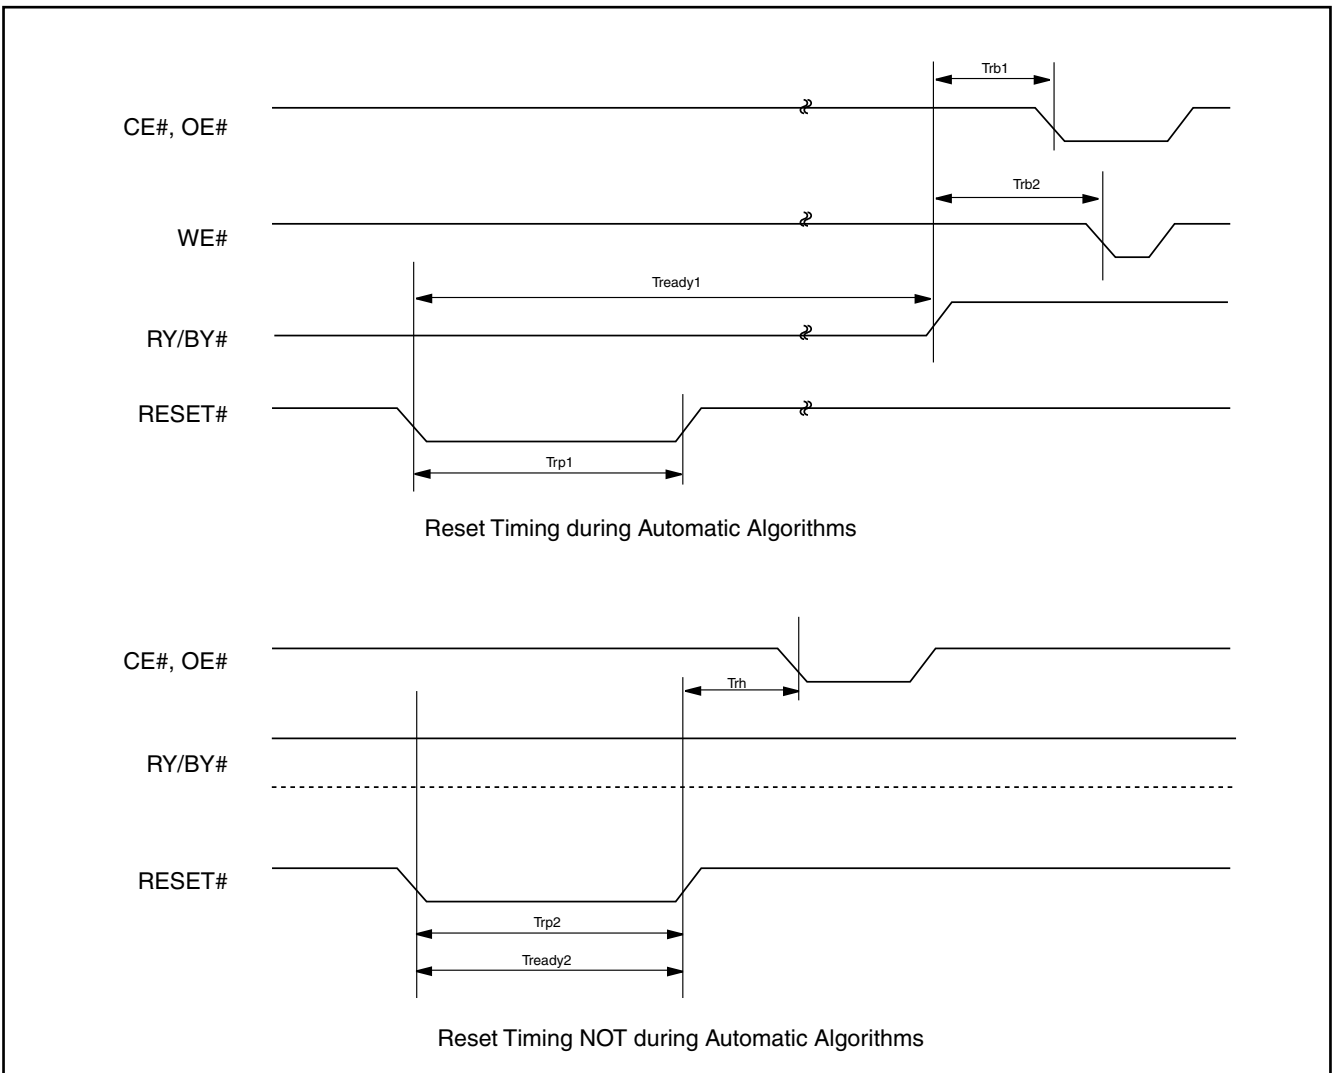 Trb1
CE#, OE#
Trb2
WE#
Tready1
RY/BY#
RESET#
Trp1
Reset Timing during Automatic Algorithms
CE#, OE#
Trh
RY/BY#
RESET#
Trp2
Tready2
Reset Timing NOT during Automatic Algorithms